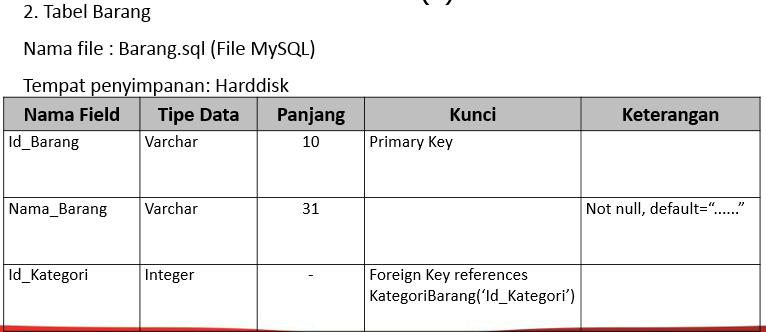 2. Tabel Barang
Nama file : Barang.sql (File MySQL)
Tempat penyimpanan: Harddisk
Nama Field Tipe Data Panjang Kunci Keterangan
Id_Barang Varchar 10 Primary Key
Nama_Barang Varchar 31 Not null, default=“......”
Id_Kategori Integer - Foreign Key references
KategoriBarang(‘Id_Kategori’)